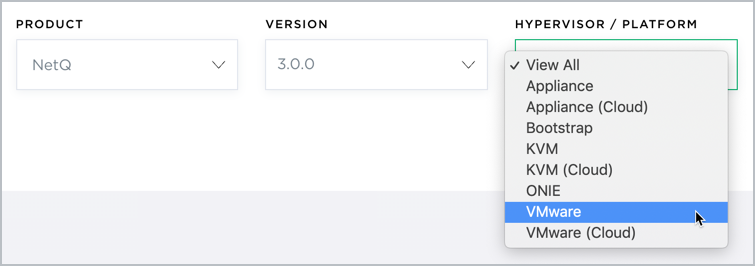 PRODUCT
VERSION
HYPERVISOR / PLATFORM
NetQ
3.0.0
✓ View All
Appliance
Appliance (Cloud)
Bootstrap
KVM
KVM (Cloud)
ONIE
VMware
VMware (Cloud)